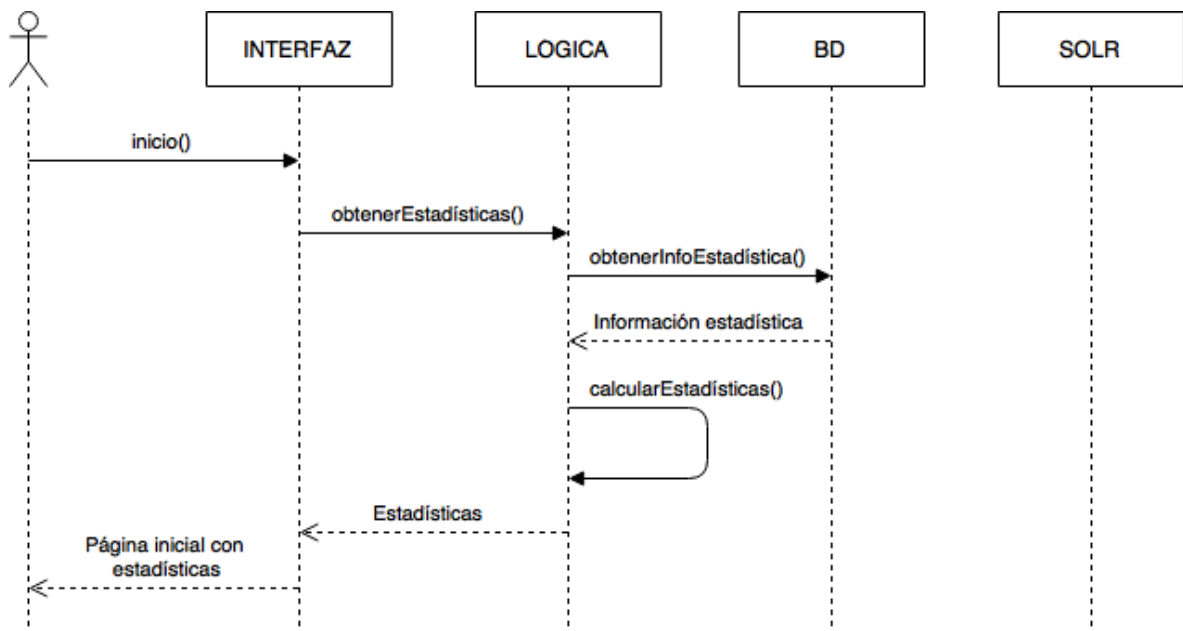 INTERFAZ
LOGICA
BD
SOLR
inicio()
obtenerEstadísticas()
obtenerInfoEstadística()
Información estadística
calcularEstadísticas()
Estadísticas
Página inicial con
estadísticas